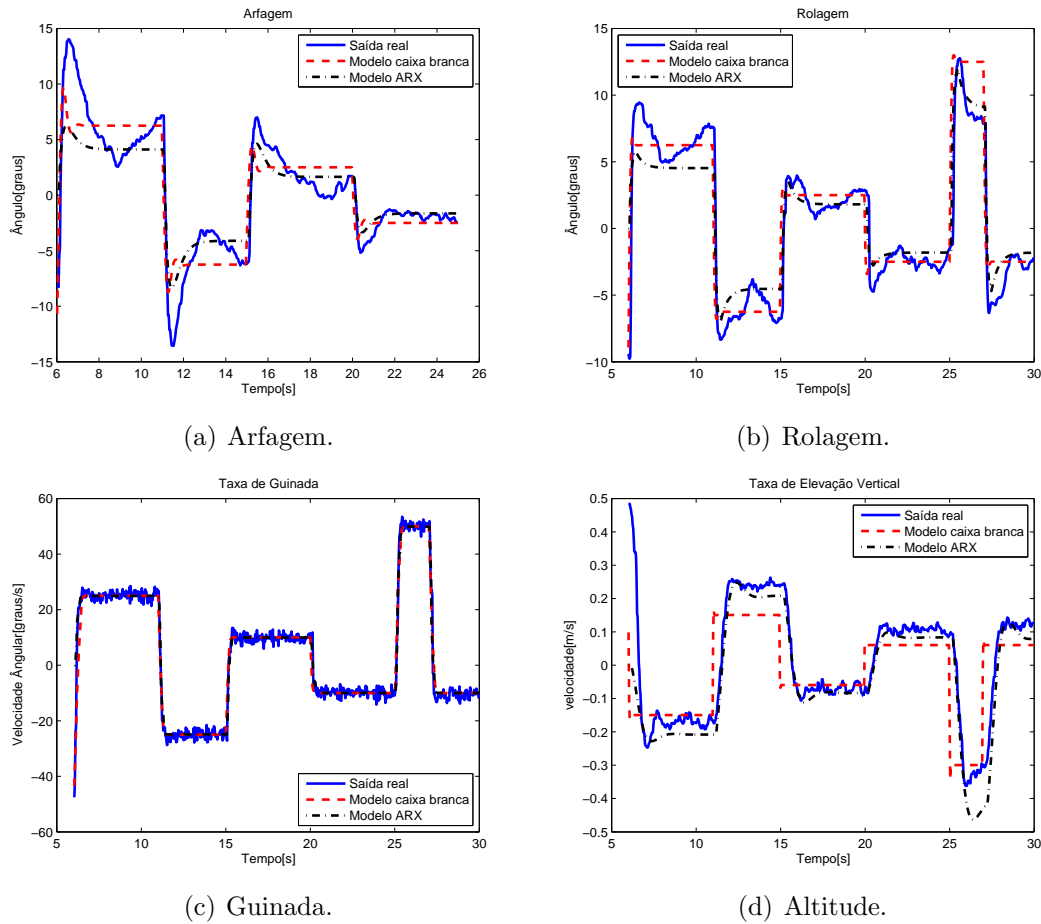 Arfagem
15
10
5
0
−5
−10
−15
6
8
10
12
14
16
18
20
22
24
26
Tempo[s]
Ângulo[graus]
Saída real
Modelo caixa branca
Modelo ARX
(a) Arfagem.
Rolagem
15
10
5
0
−5
−10
5
10
15
20
25
30
Tempo[s]
Ângulo[graus]
Saída real
Modelo caixa branca
Modelo ARX
(b) Rolagem.
Taxa de Guinada
60
40
20
0
−20
−40
−60
5
10
15
20
25
30
Tempo[s]
Velocidade Ângular[graus/s]
Saída real
Modelo caixa branca
Modelo ARX
(c) Guinada.
Taxa de Elevação Vertical
0.5
0.4
0.3
0.2
0.1
0
−0.1
−0.2
−0.3
−0.4
−0.5
5
10
15
20
25
30
Tempo[s]
velocidade[m/s]
Saída real
Modelo caixa branca
Modelo ARX
(d) Altitude.